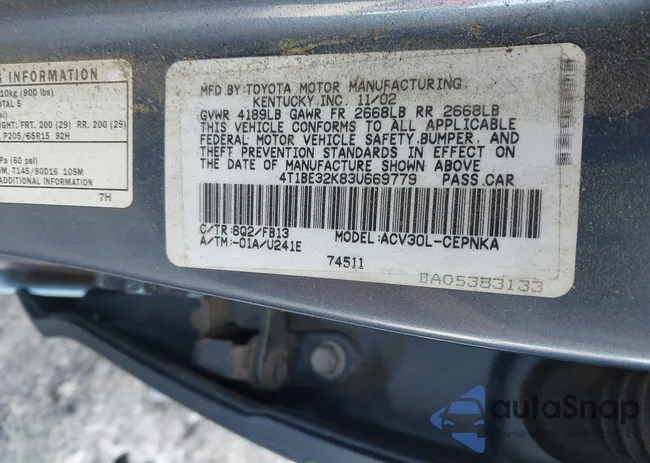 G INFORMATION
10kg (900 lbs)
TOTAL 5
EIGHT: FRT. 200 (29) RR. 200 (29)
P205/65R15 92H
Pa (60 psi)
T145/80D16 105M
ADDITIONAL INFORMATION
7H
MFD.BY TOYOTA MOTOR MANUFACTURING,
KENTUCKY,INC. 11/02
GVWR 4189LB GAWR FR 2668LB RR 2668LB
THIS VEHICLE CONFORMS TO ALL APPLICABLE
FEDERAL MOTOR VEHICLE SAFETY,BUMPER, AND
THEFT PREVENTION STANDARDS IN EFFECT ON
THE DATE OF MANUFACTURE SHOWN ABOVE
4T1BE32K83U669779 PASS.CAR
C/TR:8Q2/FB13 MODEL:ACV30L-CEPNKA
A/TM:-01A/U241E
74511
BA05383133
autoSnap